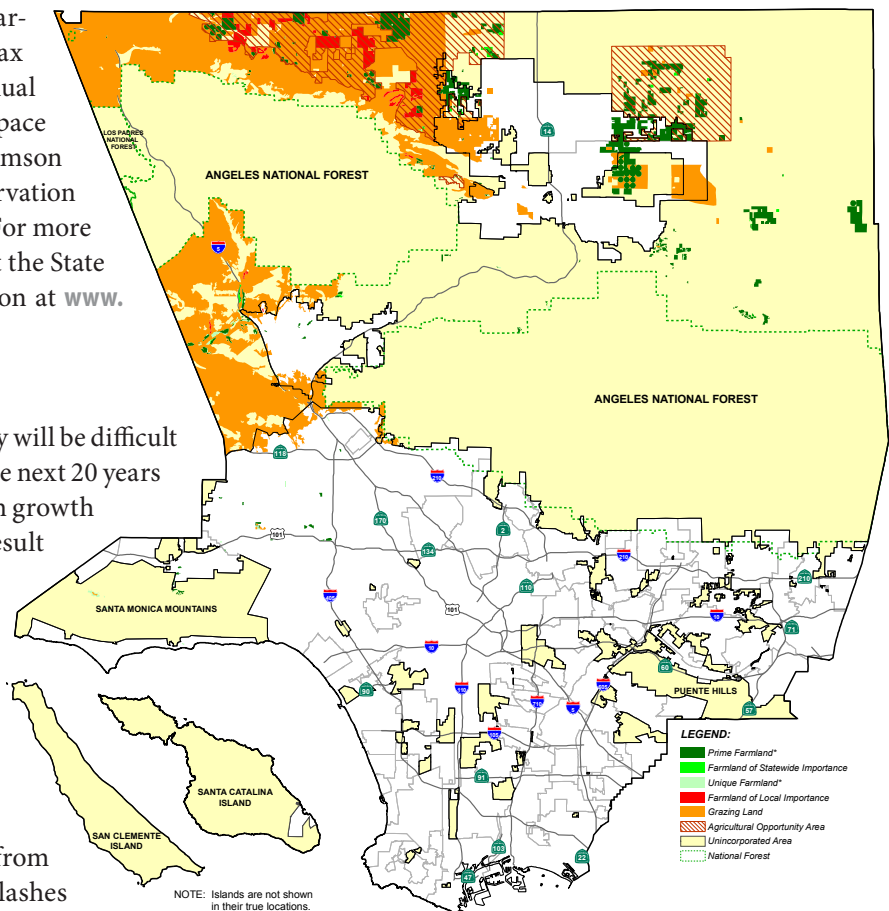 ar-
ax
ual
pace
mson
rvation
For more
t the State
on at www.
y will be difficult
e next 20 years
n growth
esult
from
lashes
LOS PADRES
NATIONAL
FOREST
ANGELES NATIONAL FOREST
14
5
ANGELES NATIONAL FOREST
118
210
170
2
101
134
210
210
110
SANTA MONICA MOUNTAINS
405
101
10
71
10
60
90
110
710
5
605
PUENTE HILLS
57
105
91
SANTA CATALINA
ISLAND
SAN CLEMENTE
ISLAND
103
22
47
NOTE: Islands are not shown
in their true locations.
LEGEND:
Prime Farmland*
Farmland of Statewide Importance
Unique Farmland*
Farmland of Local Importance
Grazing Land
Agricultural Opportunity Area
Unincorporated Area
National Forest